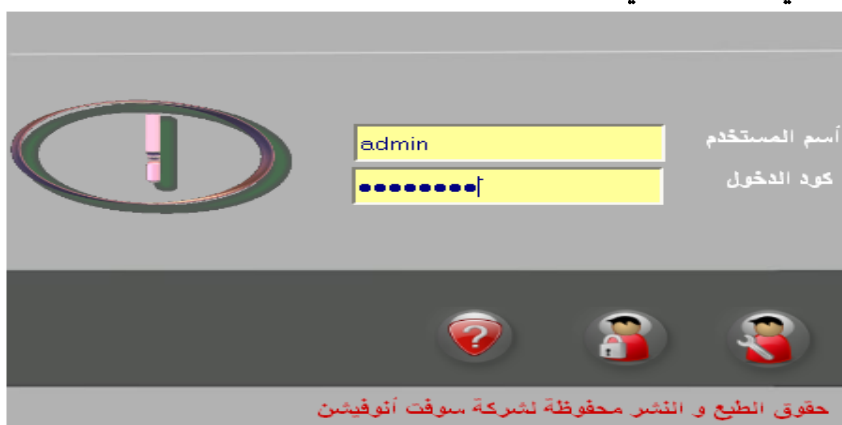 أسم المستخدم
admin
كود الدخول
••••••••
حقوق الطبع و النشر محفوظة لشركة سوفت أنوفيشن